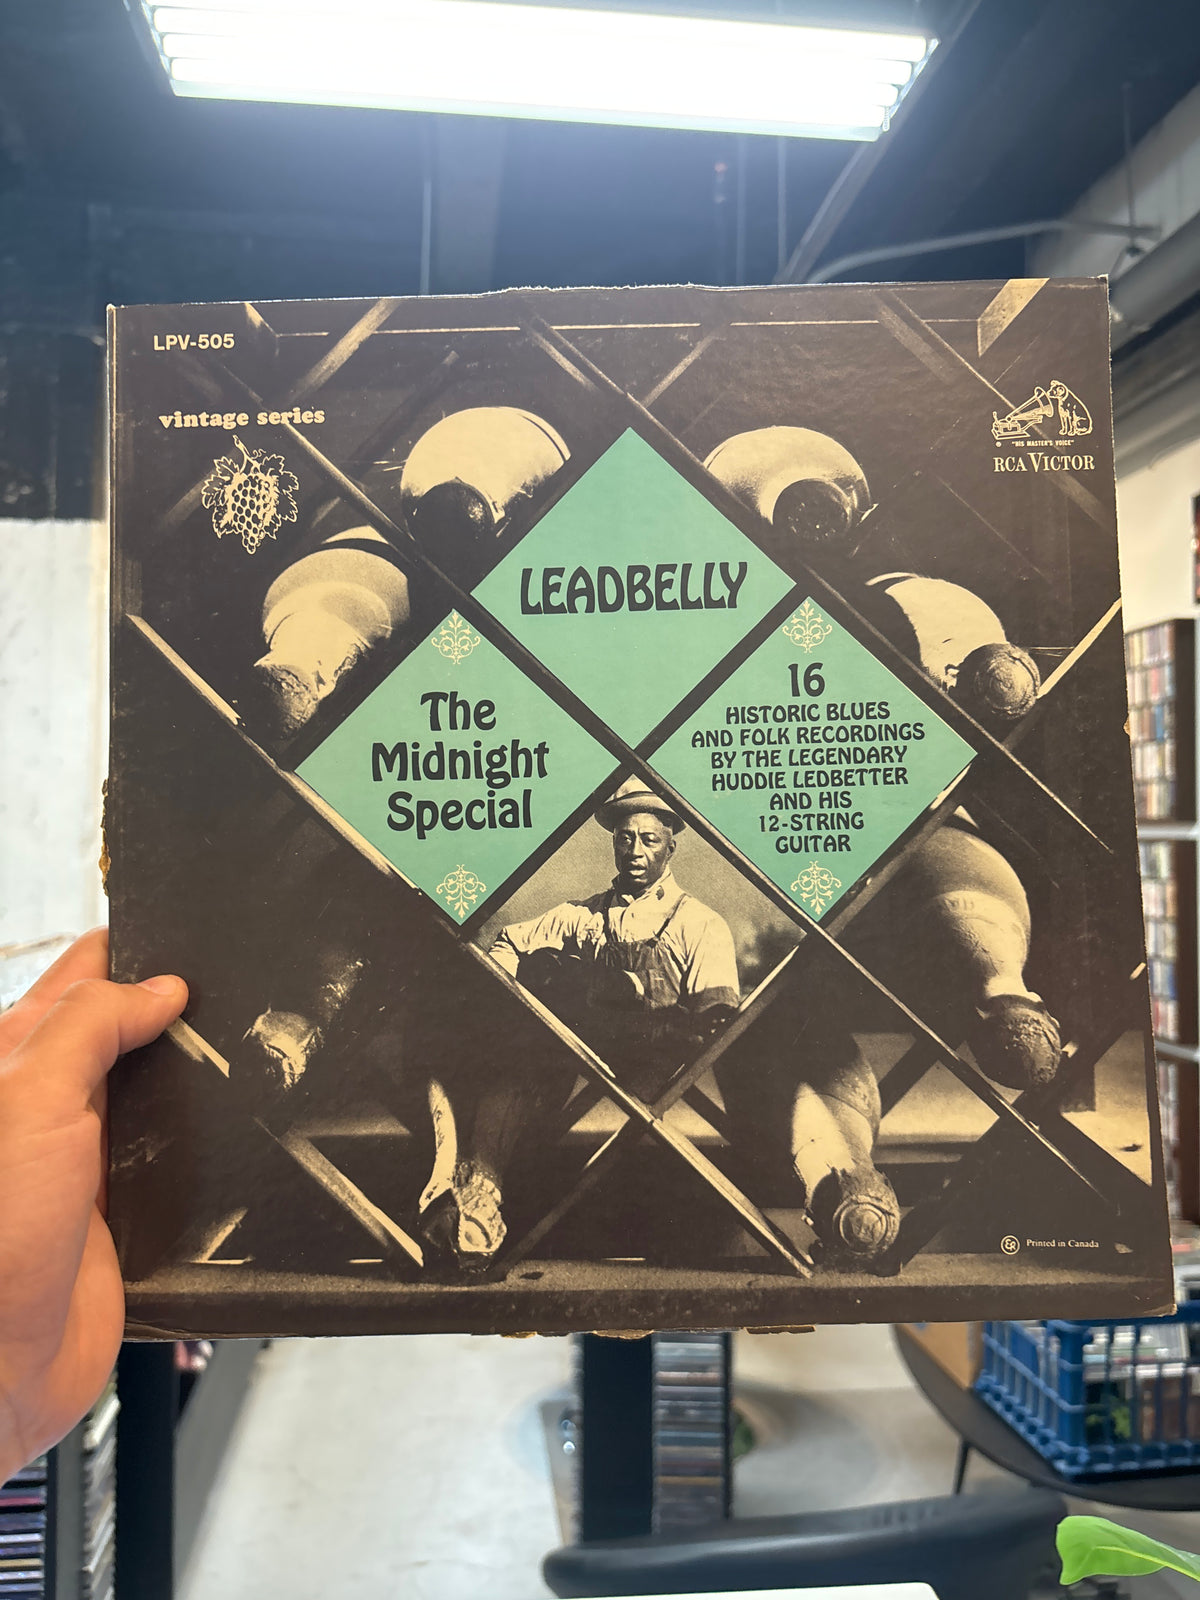 LPV-505
vintage series
® "HIS MASTER'S VOICE"
RCA VICTOR
LEADBELLY
The
Midnight
Special
16
HISTORIC BLUES
AND FOLK RECORDINGS
BY THE LEGENDARY
HUDDIE LEDBETTER
AND HIS
12-STRING
GUITAR
Printed in Canada